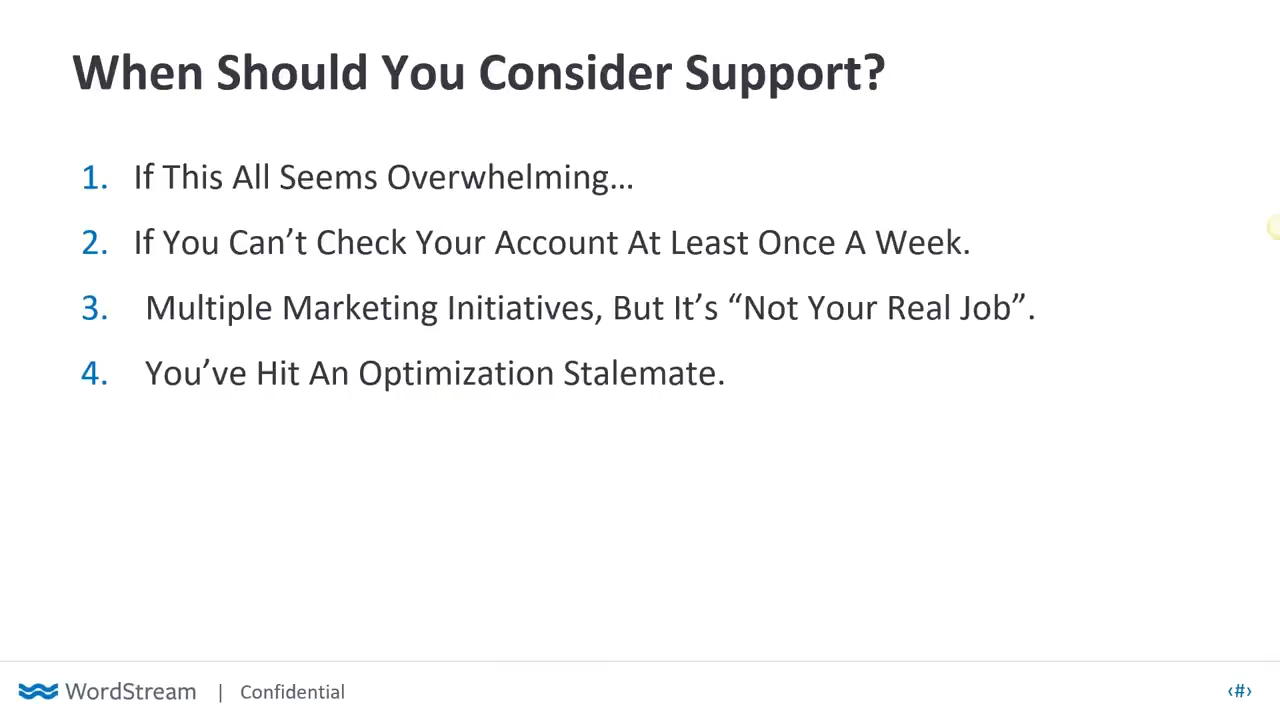 When Should You Consider Support?
1. If This All Seems Overwhelming…
2. If You Can’t Check Your Account At Least Once A Week.
3. Multiple Marketing Initiatives, But It’s “Not Your Real Job”.
4. You’ve Hit An Optimization Stalemate.
WordStream | Confidential ‹#›